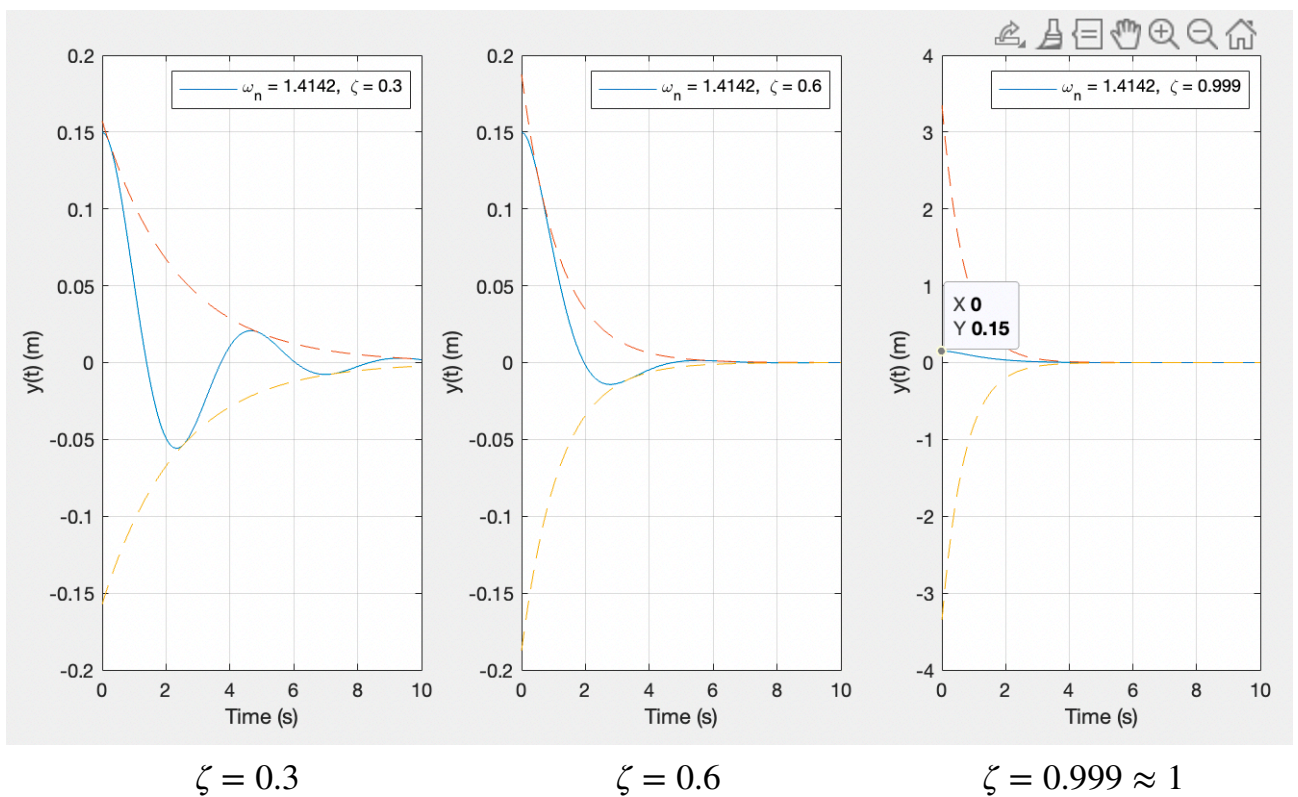 ωn = 1.4142, ζ = 0.3
0.2
0.15
0.1
0.05
0
-0.05
-0.1
-0.15
-0.2
y(t) (m)
0 2 4 6 8 10
Time (s)
ωn = 1.4142, ζ = 0.6
0.2
0.15
0.1
0.05
0
-0.05
-0.1
-0.15
-0.2
y(t) (m)
0 2 4 6 8 10
Time (s)
ωn = 1.4142, ζ = 0.999
4
3
2
1
0
-1
-2
-3
-4
y(t) (m)
X 0
Y 0.15
0 2 4 6 8 10
Time (s)
ζ = 0.3
ζ = 0.6
ζ = 0.999 ≈ 1